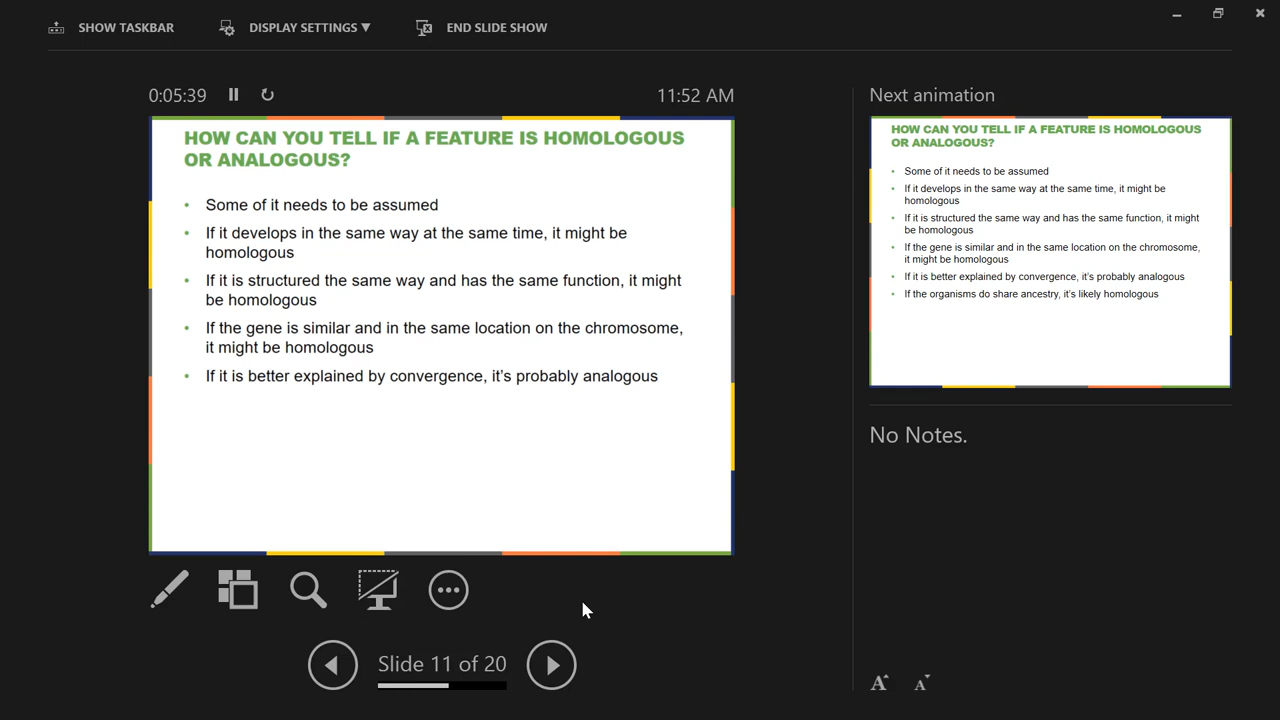 SHOW TASKBAR
DISPLAY SETTINGS ▼
END SLIDE SHOW
0:05:39
11:52 AM
HOW CAN YOU TELL IF A FEATURE IS HOMOLOGOUS
OR ANALOGOUS?
• Some of it needs to be assumed
• If it develops in the same way at the same time, it might be
homologous
• If it is structured the same way and has the same function, it might
be homologous
• If the gene is similar and in the same location on the chromosome,
it might be homologous
• If it is better explained by convergence, it's probably analogous
Slide 11 of 20
Next animation
HOW CAN YOU TELL IF A FEATURE IS HOMOLOGOUS
OR ANALOGOUS?
• Some of it needs to be assumed
• If it develops in the same way at the same time, it might be
homologous
• If it is structured the same way and has the same function, it might
be homologous
• If the gene is similar and in the same location on the chromosome,
it might be homologous
• If it is better explained by convergence, it's probably analogous
• If the organisms do share ancestry, it's likely homologous
No Notes.
A A